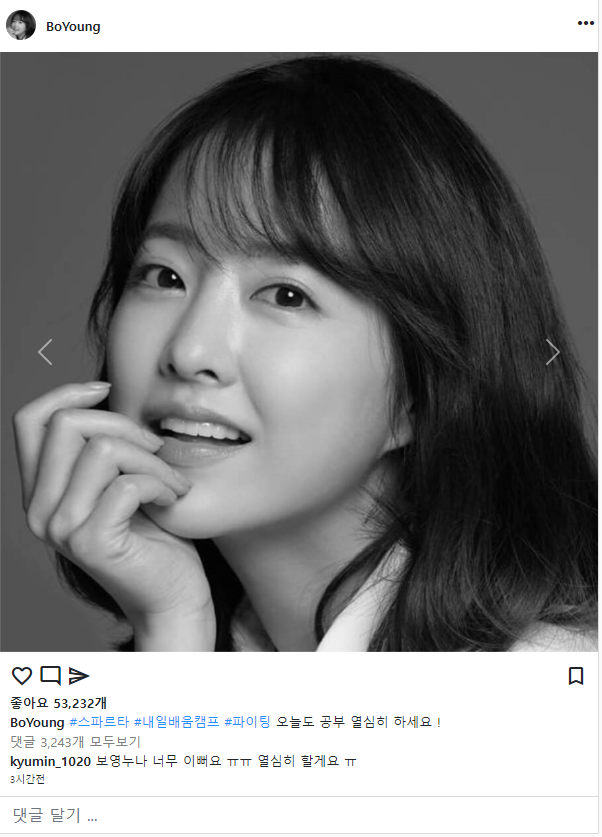 BoYoung
좋아요 53,232개
BoYoung #스파르타 #내일배움캠프 #파이팅 오늘도 공부 열심히 하세요 !
댓글 3,243개 모두보기
kyumin_1020 보영누나 너무 이뻐요 ㅠㅠ 열심히 할게요 ㅠ
3시간전
댓글 달기 ...